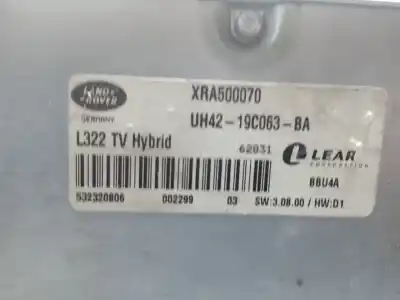 LAND ROVER
XRA500070
GERMANY
UH42-19C063-BA
L322 TV Hybrid
62831
LEAR
CORPORATION
BBU4A
532320806 002299 03 SW:3.08.00 / HW:D1